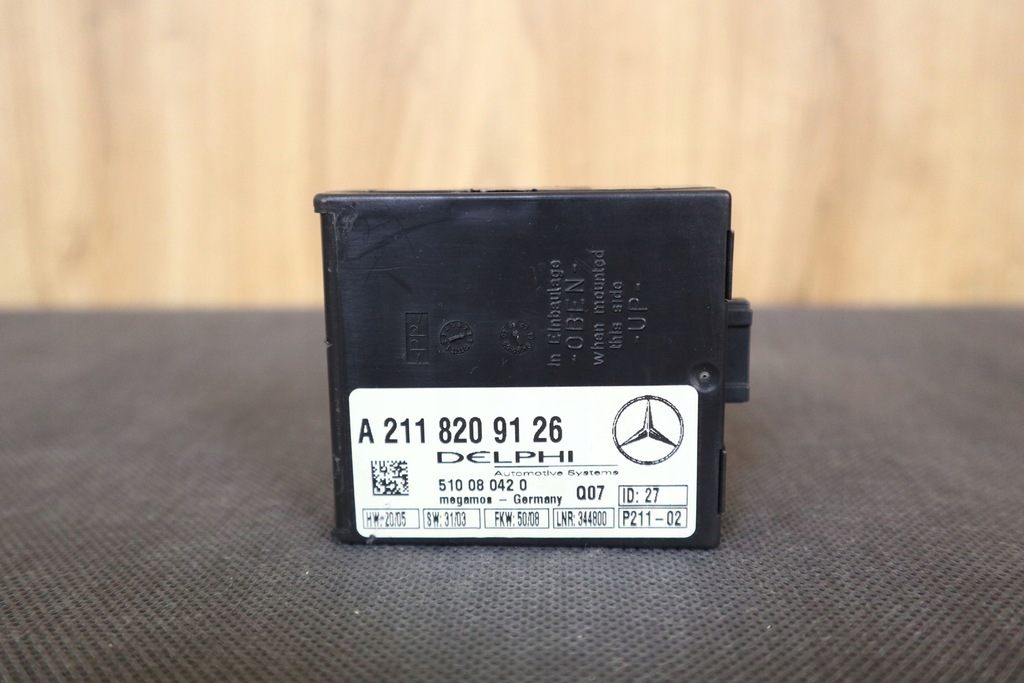 In Einbaulage
-OBEN-
when mounted
this side
-UP-
A 211 820 91 26
DELPHI
Automotive Systems
510 08 042 0
megamos - Germany
Q07
ID: 27
HW: 20/05
SW: 31/03
FKW: 50/08
LNR: 344800
P211-02